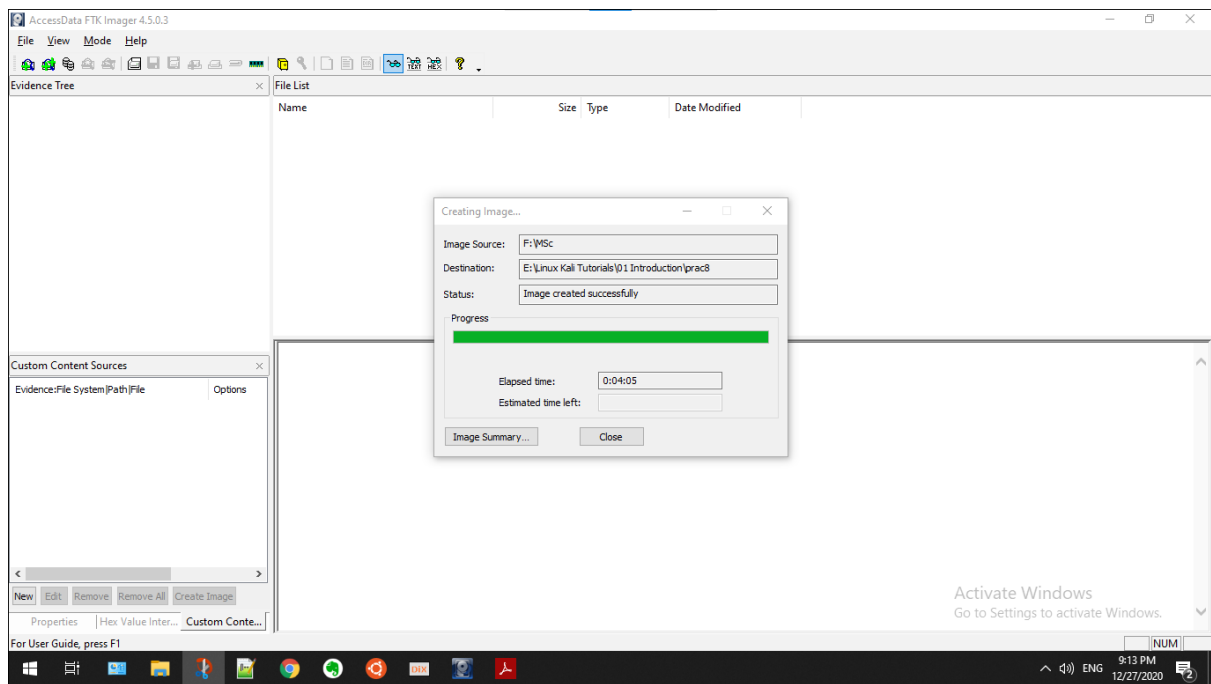 AccessData FTK Imager 4.5.0.3
File View Mode Help
Evidence Tree
File List
Name Size Type Date Modified
Creating Image...
Image Source: F:\MSc
Destination: E:\Linux Kali Tutorials\01 Introduction\prac8
Status: Image created successfully
Progress
Elapsed time: 0:04:05
Estimated time left:
Image Summary... Close
Custom Content Sources
Evidence:File System|Path|File Options
New Edit Remove Remove All Create Image
Properties Hex Value Inter... Custom Conte...
Activate Windows
Go to Settings to activate Windows.
For User Guide, press F1
NUM
ENG
9:13 PM
12/27/2020
2